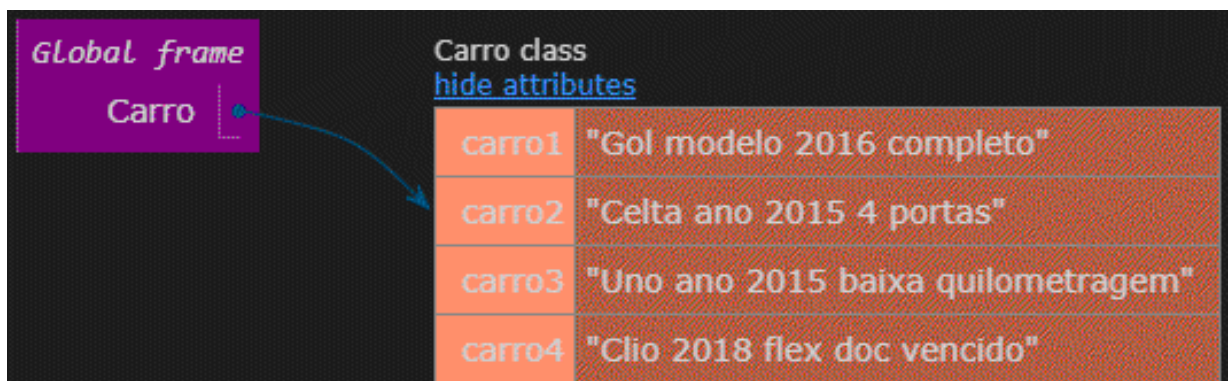 Global frame
Carro
Carro class
hide attributes
carro1 "Gol modelo 2016 completo"
carro2 "Celta ano 2015 4 portas"
carro3 "Uno ano 2015 baixa quilometragem"
carro4 "Clio 2018 flex doc vencido"